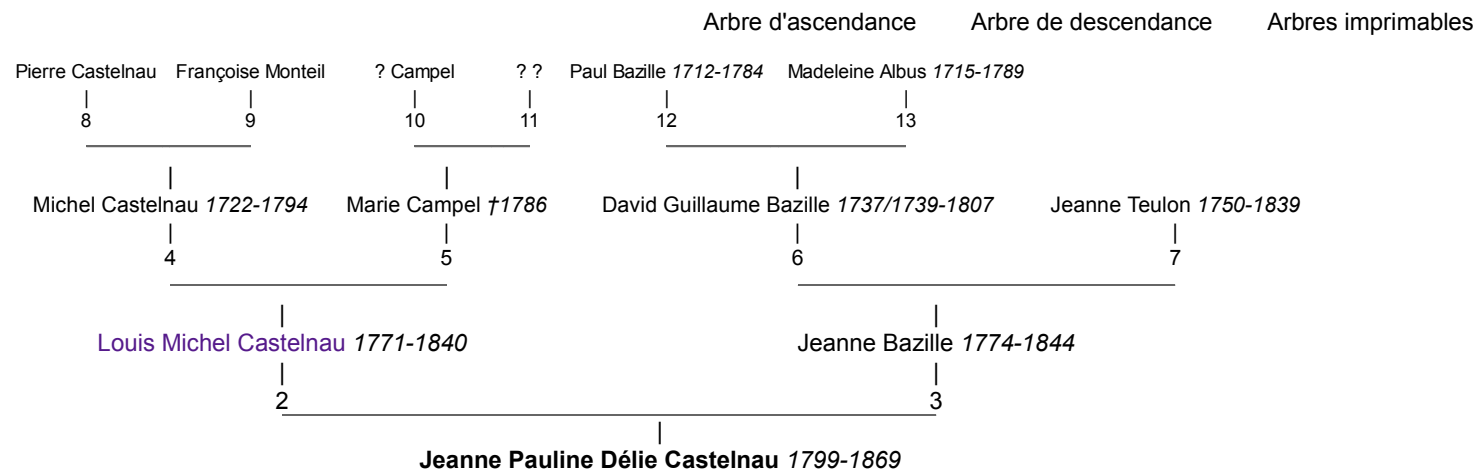 Arbre d'ascendance Arbre de descendance Arbres imprimables
Pierre Castelnau Françoise Monteil ? Campel ? ? Paul Bazille 1712-1784 Madeleine Albus 1715-1789
8 9 10 11 12 13
Michel Castelnau 1722-1794 Marie Campel †1786 David Guillaume Bazille 1737/1739-1807 Jeanne Teulon 1750-1839
4 5 6 7
Louis Michel Castelnau 1771-1840 Jeanne Bazille 1774-1844
2 3
Jeanne Pauline Délie Castelnau 1799-1869